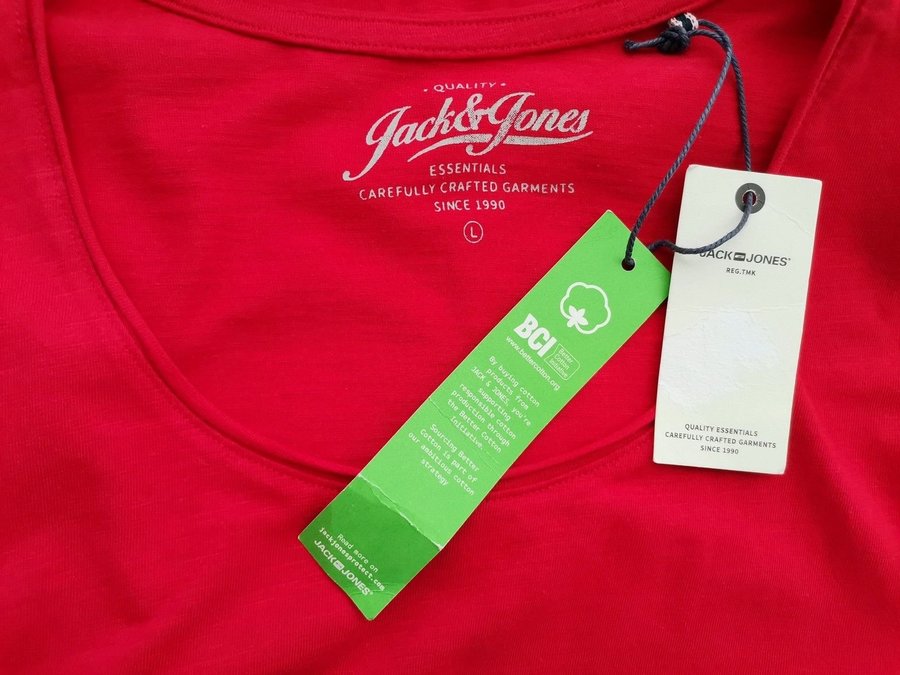 • QUALITY •
Jack&Jones
ESSENTIALS
CAREFULLY CRAFTED GARMENTS
SINCE 1990
L
BCI
Better
Cotton
Initiative
www.bettercotton.org
By buying cotton
products from
JACK & JONES, you're
supporting
responsible cotton
production through
the Better Cotton
Initiative.
Sourcing Better
Cotton is part of
our ambitious cotton
strategy
Read more on
jackjonesprotect.com
JACK JONES®
JACK JONES®
REG.TMK
QUALITY ESSENTIALS
CAREFULLY CRAFTED GARMENTS
SINCE 1990